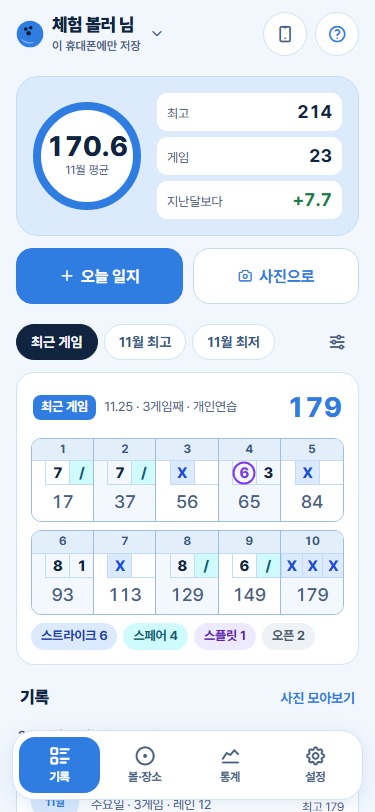 체험 볼러 님
이 휴대폰에만 저장
170.6
11월 평균
최고 214
게임 23
지난달보다 +7.7
+ 오늘 일지
사진으로
최근 게임 11월 최고 11월 최저
최근 게임 11.25 · 3게임째 · 개인연습 179
1 2 3 4 5
7 / 7 / X 6 3 X
17 37 56 65 84
6 7 8 9 10
8 1 X 8 / 6 / X X X
93 113 129 149 179
스트라이크 6 스페어 4 스플릿 1 오픈 2
기록 사진 모아보기
기록 볼·장소 통계 설정
11월 수요일 · 3게임 · 레인 12 최고 179